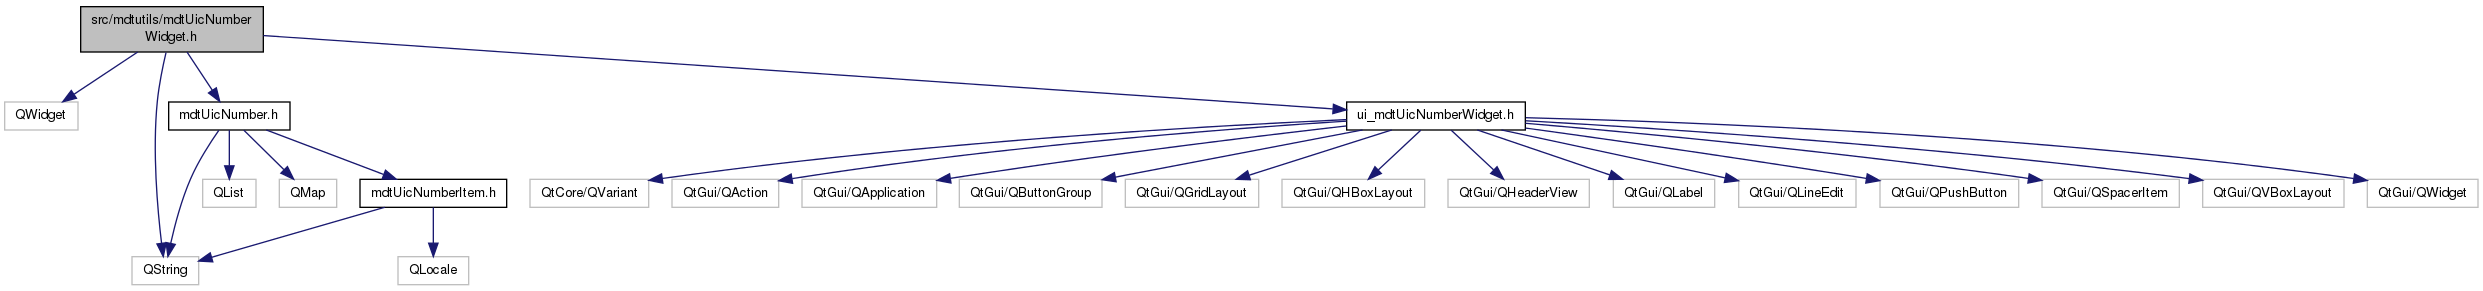 src/mdtutils/mdtUicNumber
Widget.h
QWidget
mdtUicNumber.h
ui_mdtUicNumberWidget.h
QList
QMap
mdtUicNumberItem.h
QtCore/QVariant
QtGui/QAction
QtGui/QApplication
QtGui/QButtonGroup
QtGui/QGridLayout
QtGui/QHBoxLayout
QtGui/QHeaderView
QtGui/QLabel
QtGui/QLineEdit
QtGui/QPushButton
QtGui/QSpacerItem
QtGui/QVBoxLayout
QtGui/QWidget
QString
QLocale